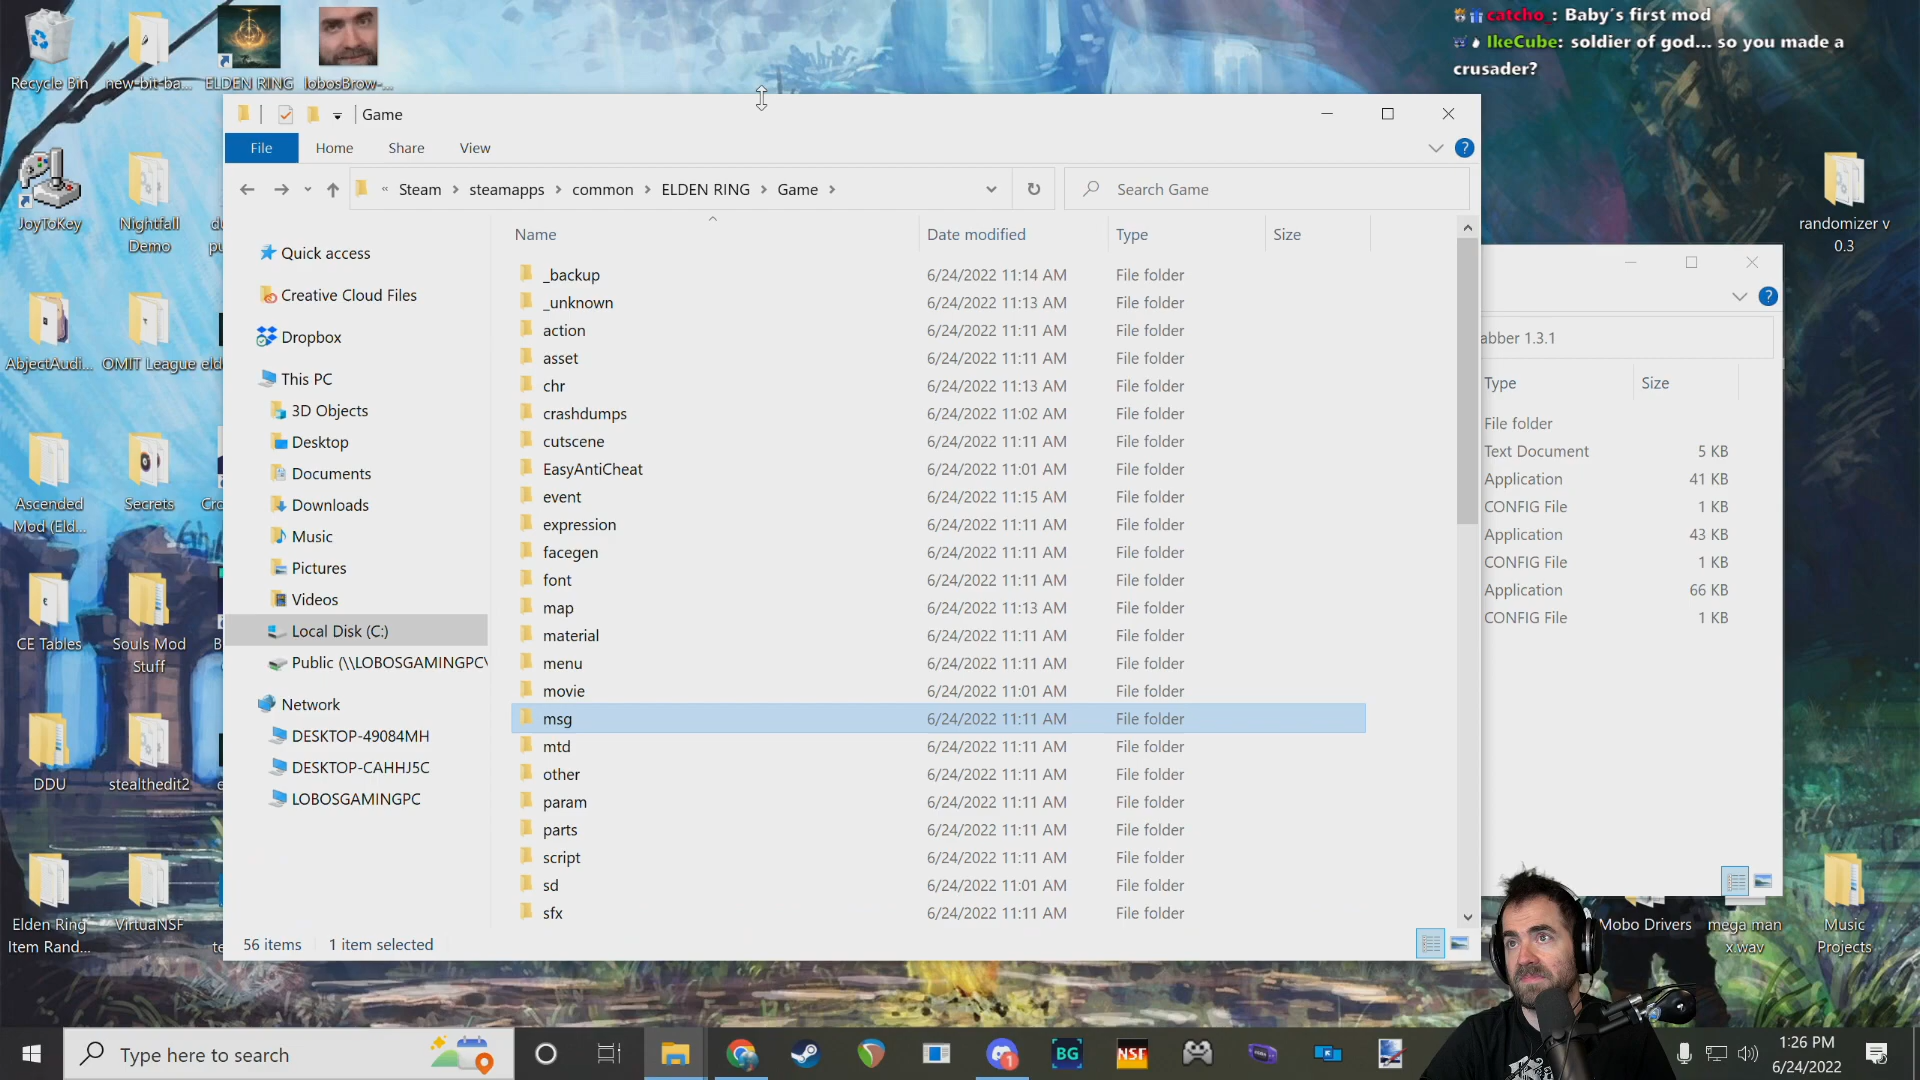 catcho_: Baby's first mod
IkeCube: soldier of god... so you made a
crusader?
Recycle Bin
new-bit-ba...
ELDEN RING
lobosBrow-...
JoyToKey
Nightfall
Demo
AbjectAudi...
OMIT League
Ascended
Mod (Eld...
Secrets
CE Tables
Souls Mod
Stuff
DDU
stealthedit2
Elden Ring
Item Rand...
VirtuaNSF
randomizer v
0.3
Mobo Drivers
mega man
x.wav
Music
Projects
Game
File
Home
Share
View
« Steam › steamapps › common › ELDEN RING › Game ›
Search Game
Name
Date modified
Type
Size
Quick access
Creative Cloud Files
Dropbox
This PC
3D Objects
Desktop
Documents
Downloads
Music
Pictures
Videos
Local Disk (C:)
Public (\\LOBOSGAMINGPC\
Network
DESKTOP-49084MH
DESKTOP-CAHHJ5C
LOBOSGAMINGPC
_backup 6/24/2022 11:14 AM File folder
_unknown 6/24/2022 11:13 AM File folder
action 6/24/2022 11:11 AM File folder
asset 6/24/2022 11:11 AM File folder
chr 6/24/2022 11:13 AM File folder
crashdumps 6/24/2022 11:02 AM File folder
cutscene 6/24/2022 11:11 AM File folder
EasyAntiCheat 6/24/2022 11:01 AM File folder
event 6/24/2022 11:15 AM File folder
expression 6/24/2022 11:11 AM File folder
facegen 6/24/2022 11:11 AM File folder
font 6/24/2022 11:11 AM File folder
map 6/24/2022 11:13 AM File folder
material 6/24/2022 11:11 AM File folder
menu 6/24/2022 11:11 AM File folder
movie 6/24/2022 11:01 AM File folder
msg 6/24/2022 11:11 AM File folder
mtd 6/24/2022 11:11 AM File folder
other 6/24/2022 11:11 AM File folder
param 6/24/2022 11:11 AM File folder
parts 6/24/2022 11:11 AM File folder
script 6/24/2022 11:11 AM File folder
sd 6/24/2022 11:01 AM File folder
sfx 6/24/2022 11:11 AM File folder
56 items
1 item selected
abber 1.3.1
Type
Size
File folder
Text Document 5 KB
Application 41 KB
CONFIG File 1 KB
Application 43 KB
CONFIG File 1 KB
Application 66 KB
CONFIG File 1 KB
Type here to search
BG
NSF
1
1:26 PM
6/24/2022